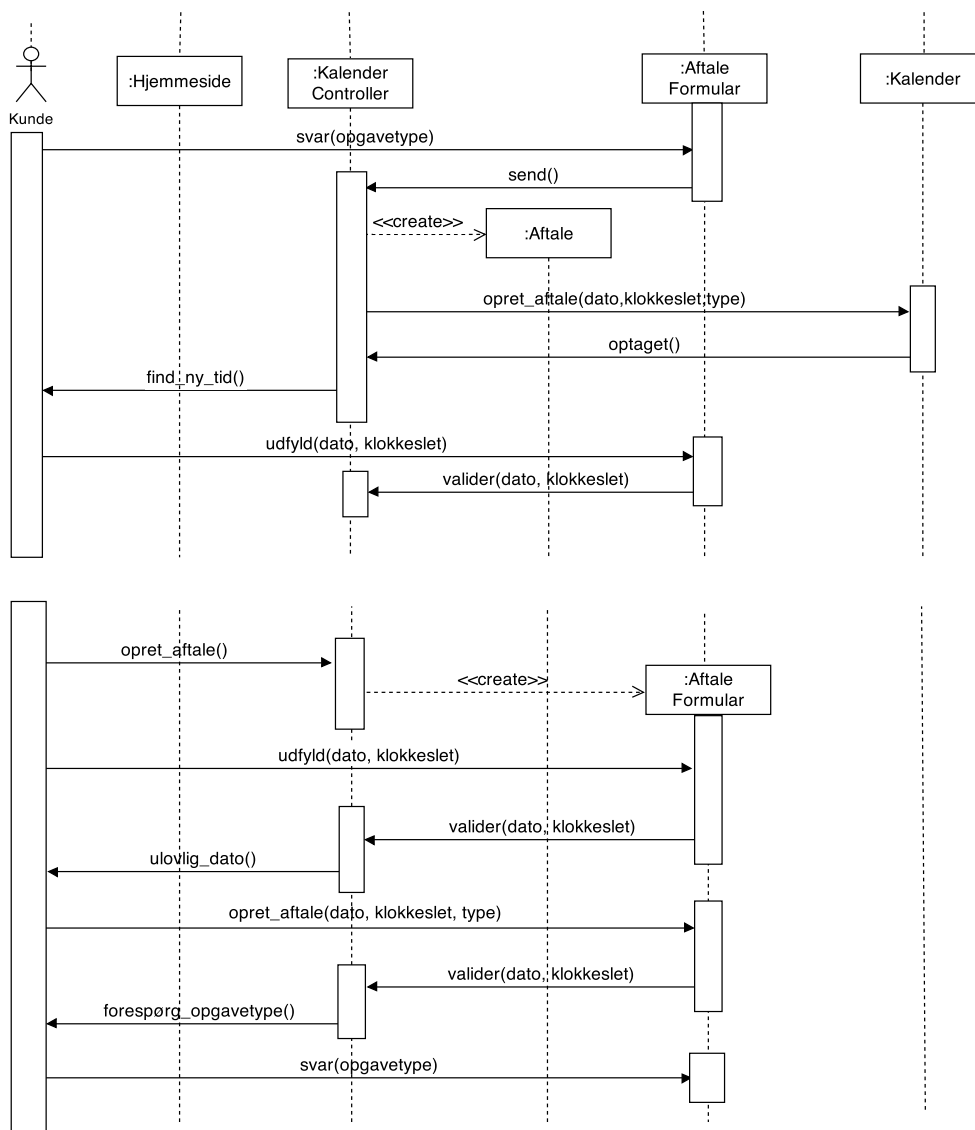 Kunde
:Hjemmeside
:Kalender
Controller
:Aftale
Formular
:Kalender
svar(opgavetype)
send()
<<create>>
:Aftale
opret_aftale(dato,klokkeslet,type)
optaget()
find_ny_tid()
udfyld(dato, klokkeslet)
valider(dato, klokkeslet)
opret_aftale()
<<create>>
:Aftale
Formular
udfyld(dato, klokkeslet)
valider(dato, klokkeslet)
ulovlig_dato()
opret_aftale(dato, klokkeslet, type)
valider(dato, klokkeslet)
forespørg_opgavetype()
svar(opgavetype)